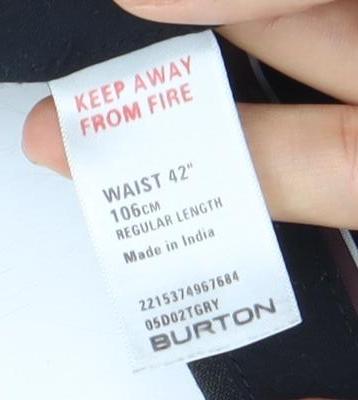 KEEP AWAY
FROM FIRE
WAIST 42"
106CM
REGULAR LENGTH
Made in India
2215374967684
05D02TGRY
BURTON